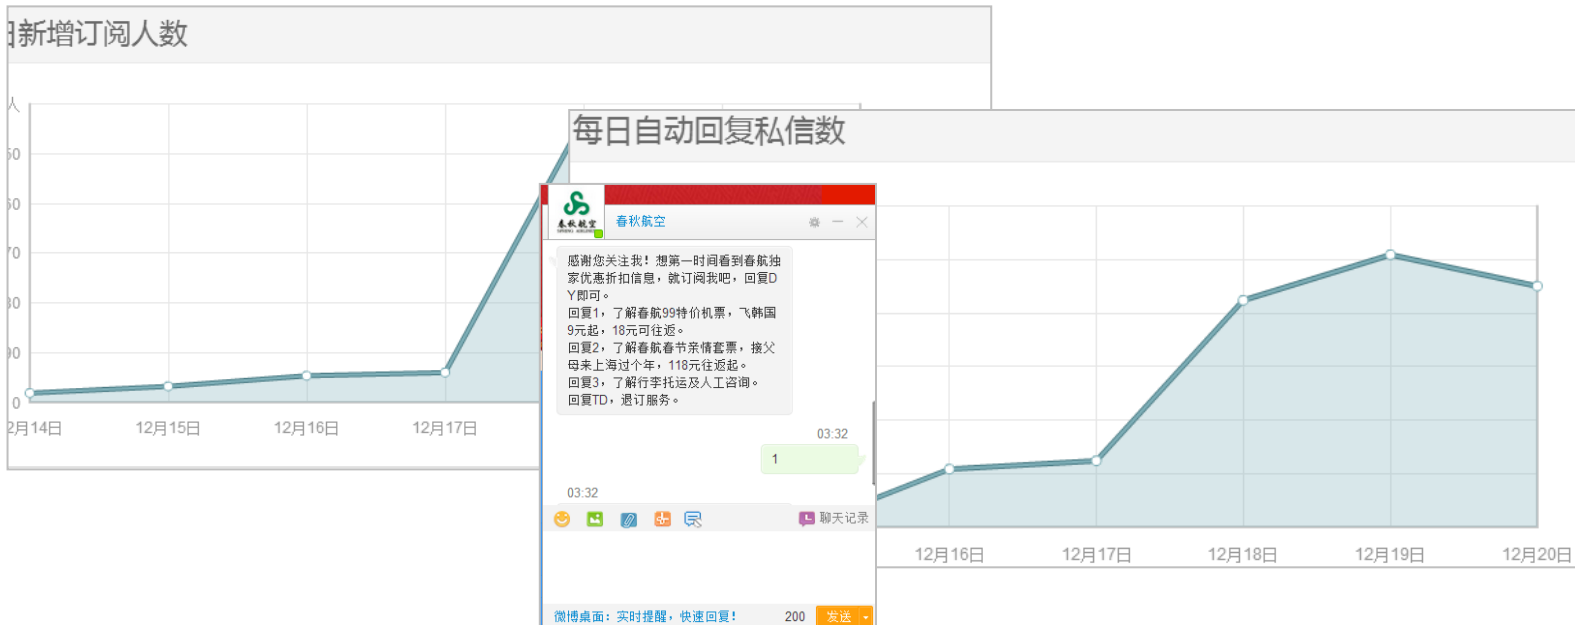 日新增订阅人数
人
60
60
70
80
90
0
2月14日
12月15日
12月16日
12月17日
每日自动回复私信数
春秋航空
春秋航空
感谢您关注我！想第一时间看到春航独
家优惠折扣信息，就订阅我吧，回复D
Y即可。
回复1，了解春航99特价机票，飞韩国
9元起，18元可往返。
回复2，了解春航春节亲情套票，接父
母来上海过个年，118元往返起。
回复3，了解行李托运及人工咨询。
回复TD，退订服务。
03:32
1
03:32
聊天记录
微博桌面：实时提醒，快速回复！
200
发送
12月16日
12月17日
12月18日
12月19日
12月20日